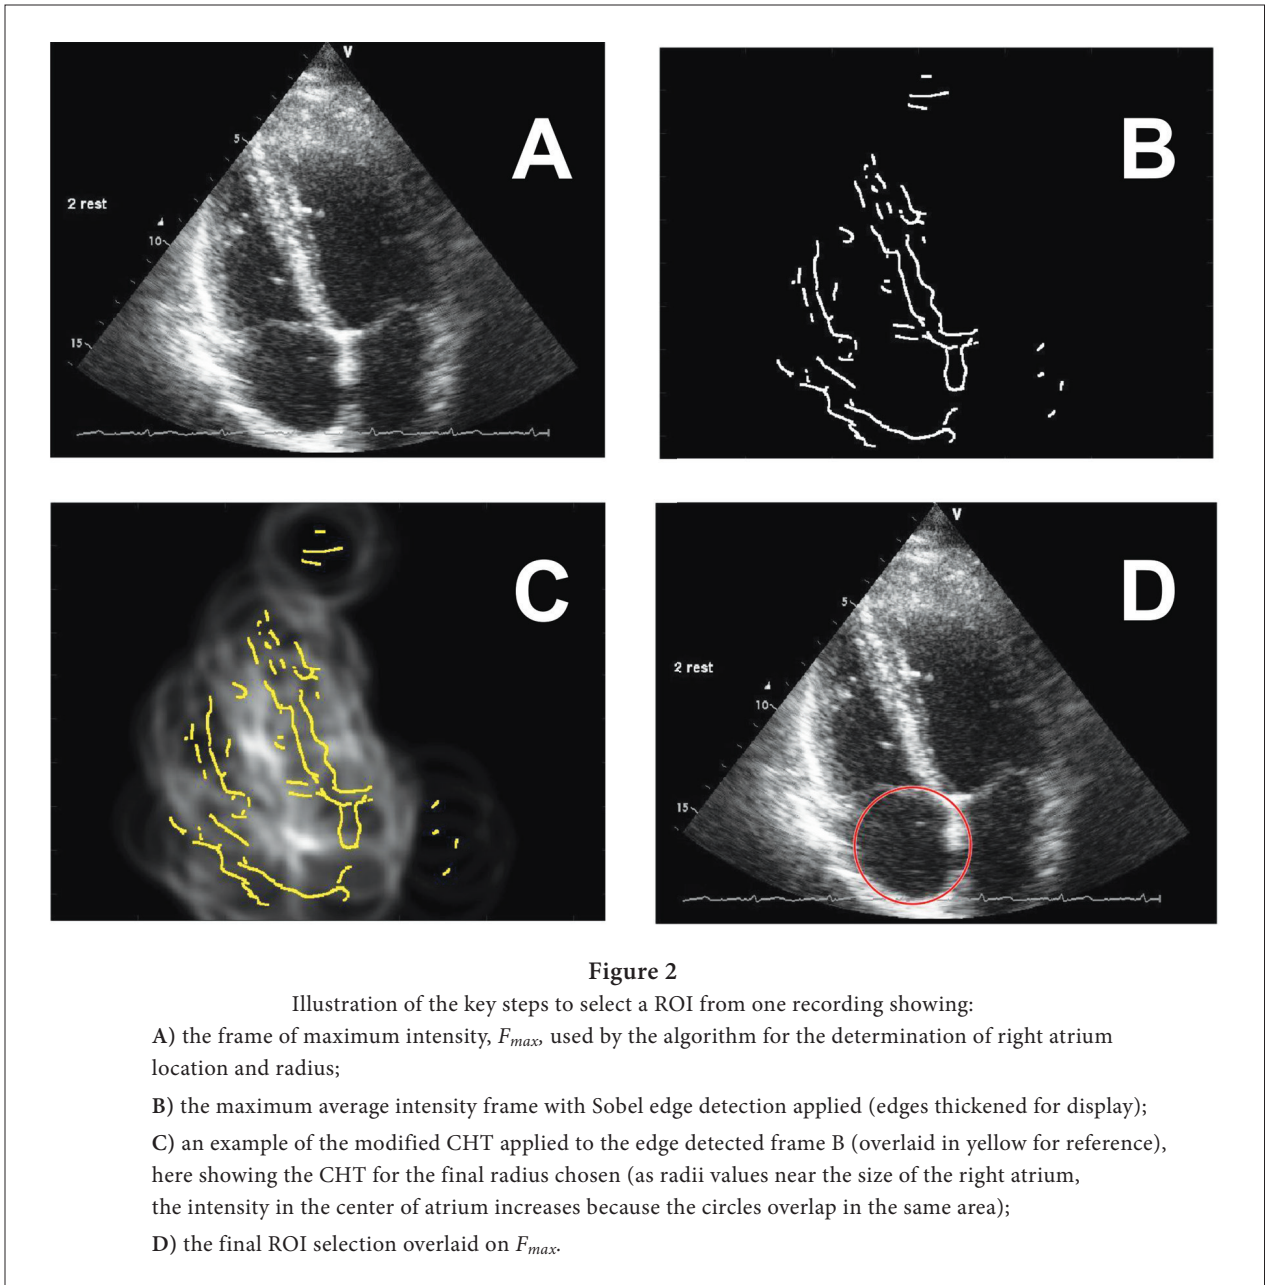 V
A
5
2 rest
10
15
B
C
V
D
5
2 rest
10
15
Figure 2
Illustration of the key steps to select a ROI from one recording showing:
A) the frame of maximum intensity, Fmax, used by the algorithm for the determination of right atrium
location and radius;
B) the maximum average intensity frame with Sobel edge detection applied (edges thickened for display);
C) an example of the modified CHT applied to the edge detected frame B (overlaid in yellow for reference),
here showing the CHT for the final radius chosen (as radii values near the size of the right atrium,
the intensity in the center of atrium increases because the circles overlap in the same area);
D) the final ROI selection overlaid on Fmax.